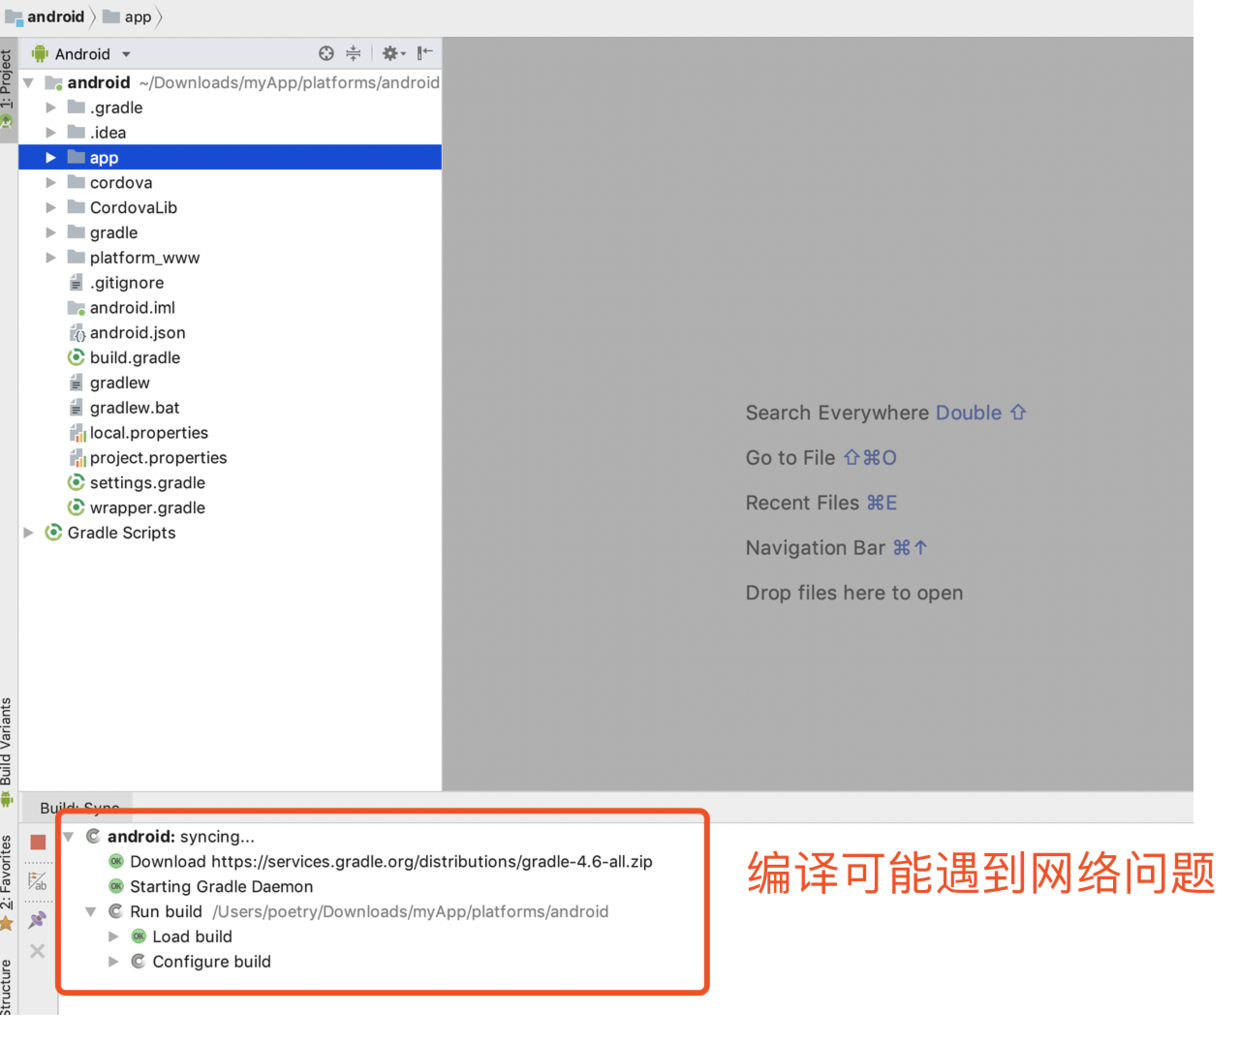 android app
1: Project
Android
android ~/Downloads/myApp/platforms/android
.gradle
.idea
app
cordova
CordovaLib
gradle
platform_www
.gitignore
android.iml
android.json
build.gradle
gradlew
gradlew.bat
local.properties
project.properties
settings.gradle
wrapper.gradle
Gradle Scripts
Search Everywhere Double ⇧
Go to File ⇧⌘O
Recent Files ⌘E
Navigation Bar ⌘↑
Drop files here to open
Build Variants
2: Favorites
Structure
Build: Sync
android: syncing...
Download https://services.gradle.org/distributions/gradle-4.6-all.zip
Starting Gradle Daemon
Run build /Users/poetry/Downloads/myApp/platforms/android
Load build
Configure build
编译可能遇到网络问题